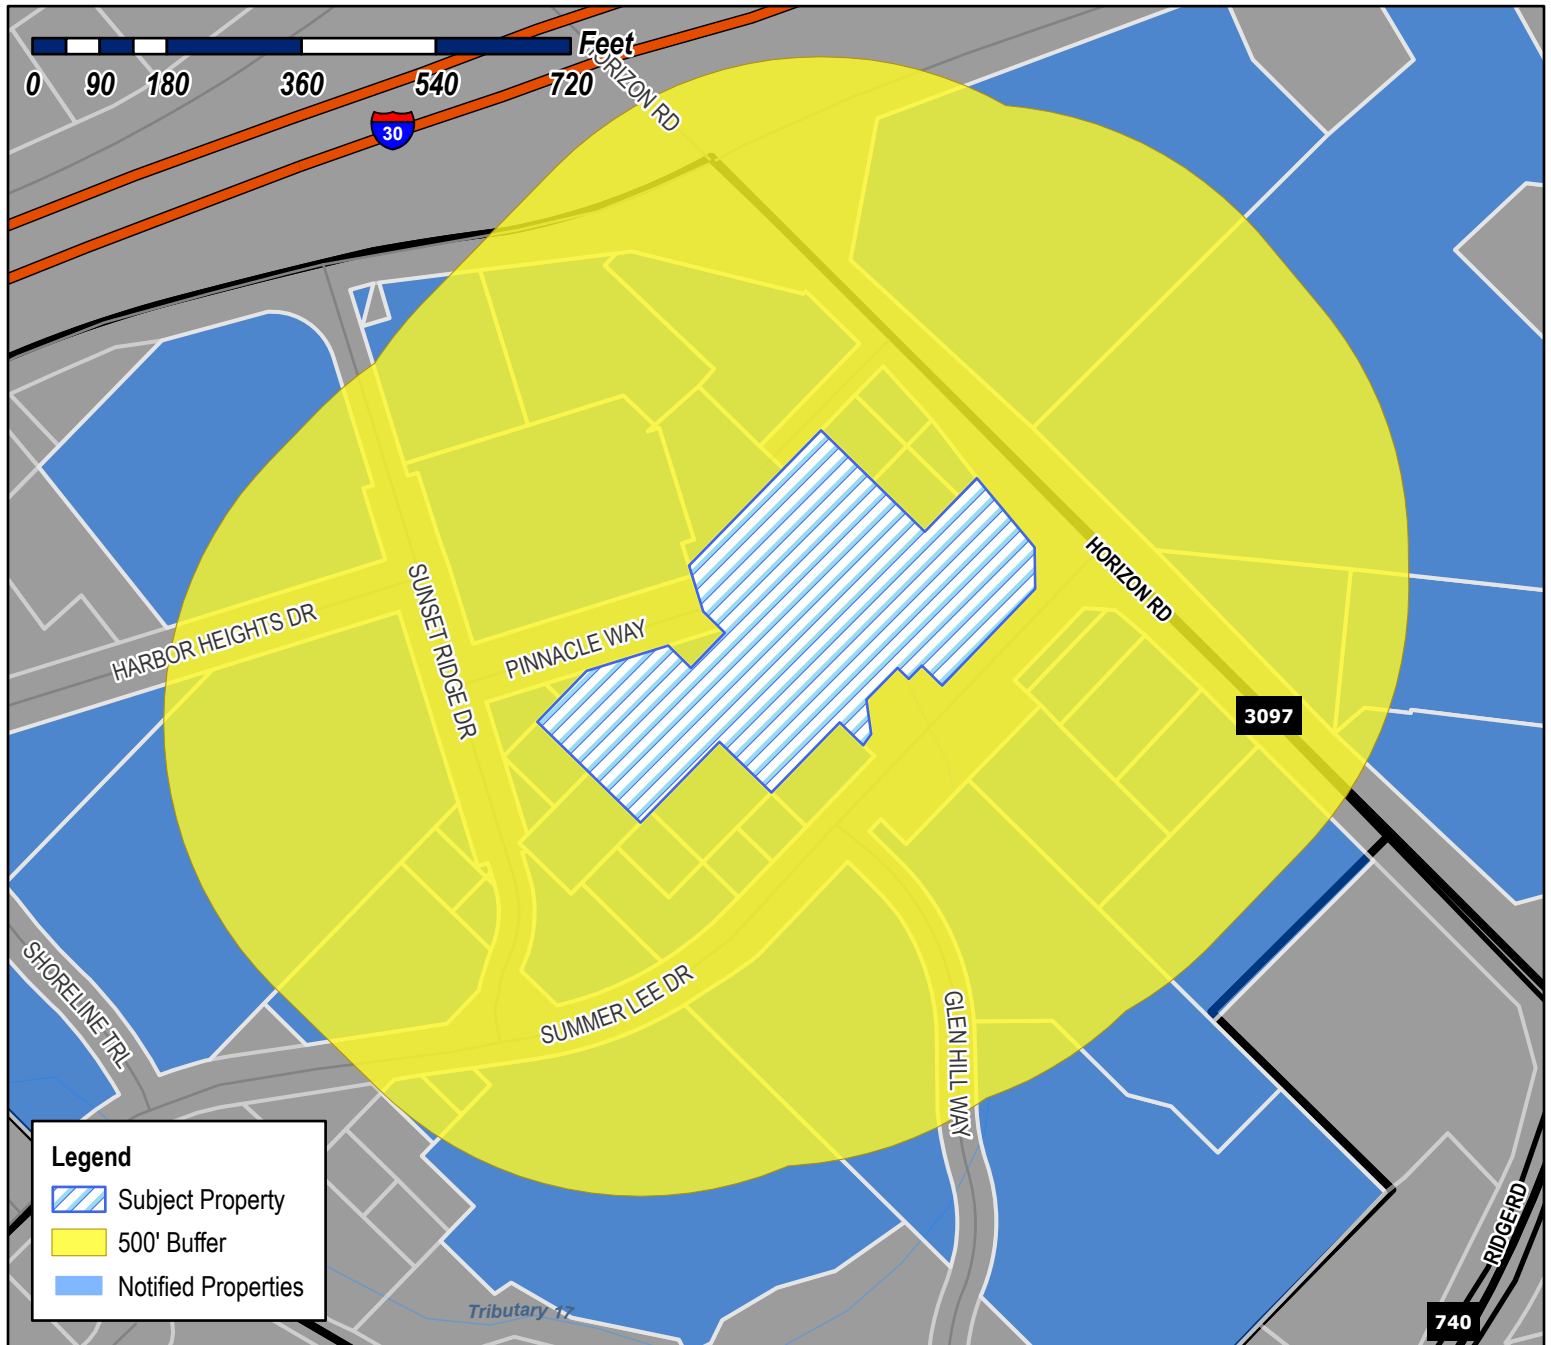 Feet
0 90 180 360 540 720
HORIZON RD
30
SUNSET RIDGE DR
HARBOR HEIGHTS DR
PINNACLE WAY
HORIZON RD
3097
SHORELINE TRL
SUMMER LEE DR
GLEN HILL WAY
Legend
Subject Property
500' Buffer
Notified Properties
Tributary 17
RIDGE RD
740